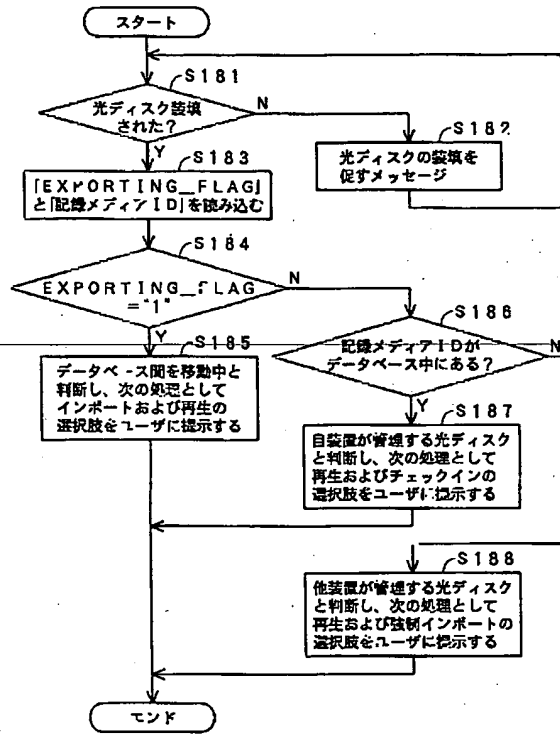 スタート
S181
光ディスク装填
された?
N
Y
S182
光ディスクの装填を
促すメッセージ
S183
「EXPORTING_FLAG」
と「記録メディアID」を読み込む
S184
EXPORTING_FLAG
="1"
N
Y
S185
データベース間を移動中と
判断し、次の処理として
インポートおよび再生の
選択肢をユーザに提示する
S186
記録メディアIDが
データベース中にある?
N
Y
S187
自装置が管理する光ディスク
と判断し、次の処理として
再生およびチェックインの
選択肢をユーザに提示する
S188
他装置が管理する光ディスク
と判断し、次の処理として
再生および強制インポートの
選択肢をユーザに提示する
エンド